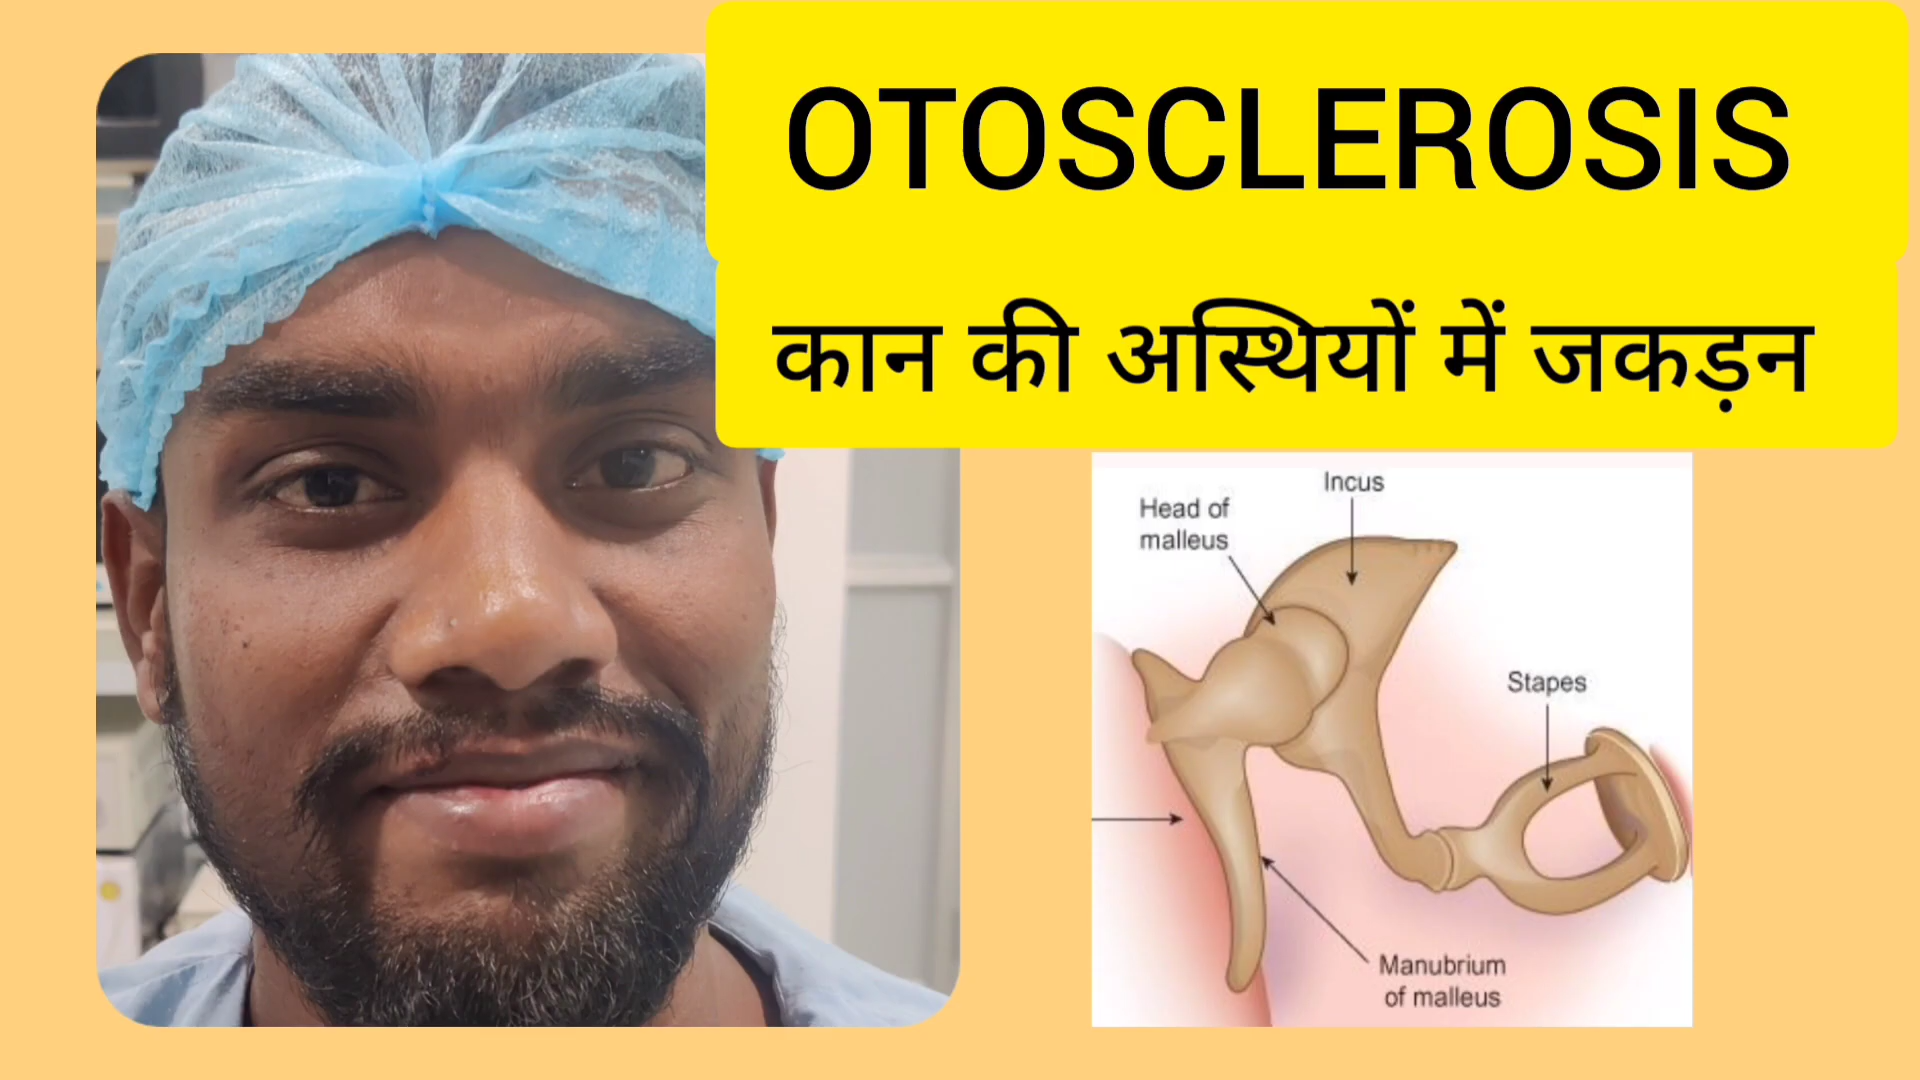 OTOSCLEROSIS
कान की अस्थियों में जकड़न
Incus
Head of
malleus
Stapes
Manubrium
of malleus